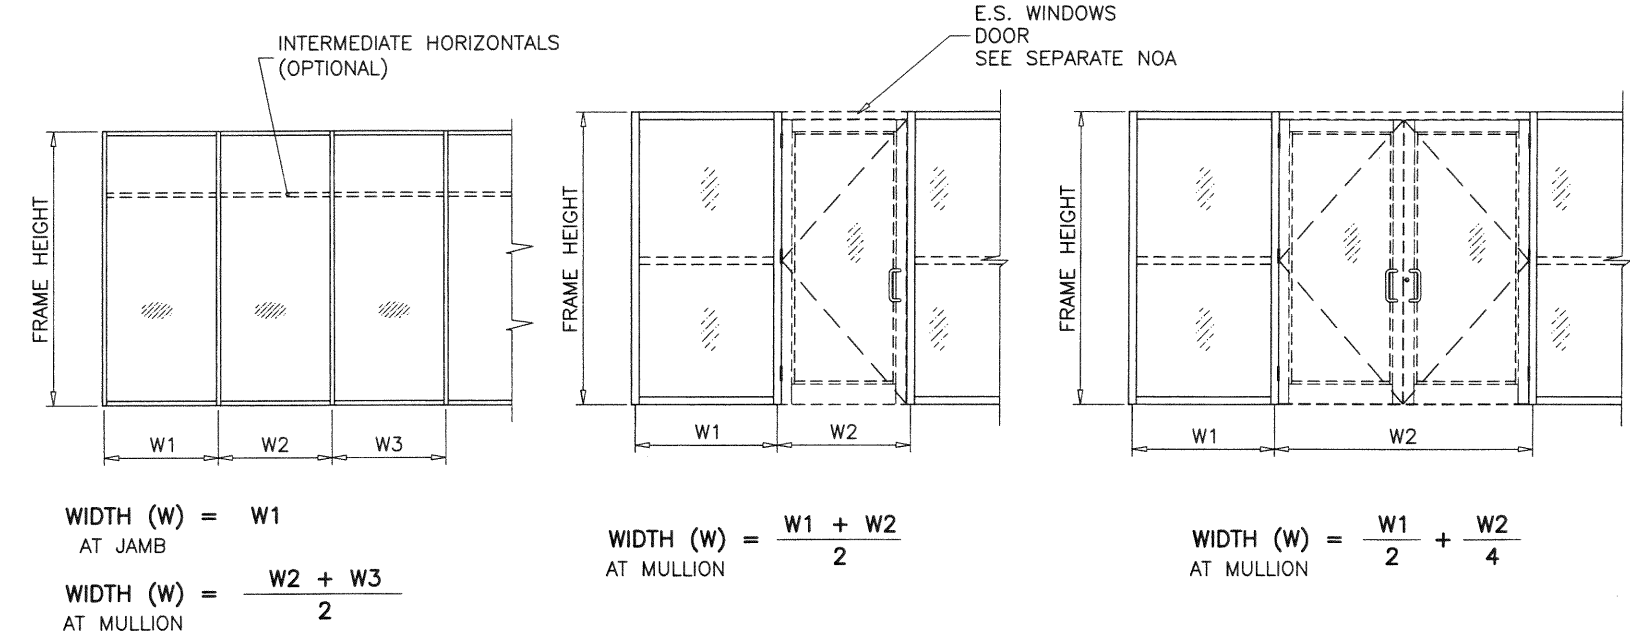 INTERMEDIATE HORIZONTALS
(OPTIONAL)
FRAME HEIGHT
W1 W2 W3
WIDTH (W) = W1
AT JAMB
WIDTH (W) = W2 + W3
2
AT MULLION
E.S. WINDOWS
DOOR
SEE SEPARATE NOA
FRAME HEIGHT
W1 W2
WIDTH (W) = W1 + W2
2
AT MULLION
FRAME HEIGHT
W1 W2
WIDTH (W) = W1 + W2
2 4
AT MULLION